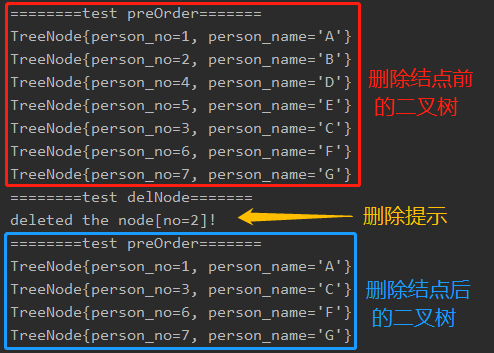 ========test preOrder=======
TreeNode{person_no=1, person_name='A'}
TreeNode{person_no=2, person_name='B'}
TreeNode{person_no=4, person_name='D'}
TreeNode{person_no=5, person_name='E'}
TreeNode{person_no=3, person_name='C'}
TreeNode{person_no=6, person_name='F'}
TreeNode{person_no=7, person_name='G'}
删除结点前
的二叉树
========test delNode=======
deleted the node[no=2]!
删除提示
========test preOrder=======
TreeNode{person_no=1, person_name='A'}
TreeNode{person_no=3, person_name='C'}
TreeNode{person_no=6, person_name='F'}
TreeNode{person_no=7, person_name='G'}
删除结点后
的二叉树